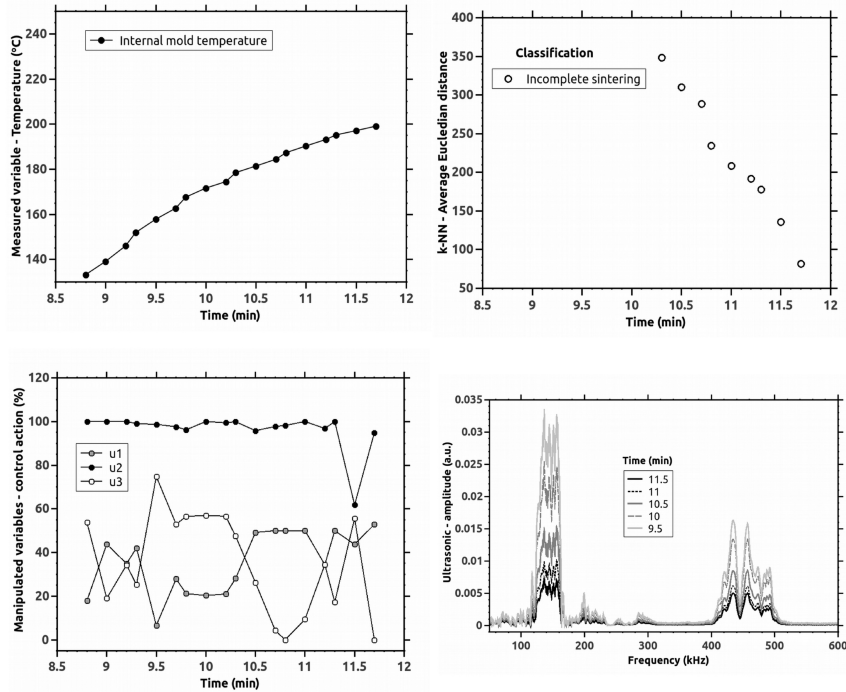 240
220
200
180
160
140
8.5 9 9.5 10 10.5 11 11.5 12
Time (min)
Measured variable - Temperature (°C)
Internal mold temperature
400
350
300
250
200
150
100
50
8.5 9 9.5 10 10.5 11 11.5 12
Time (min)
k-NN - Average Eucledian distance
Classification
Incomplete sintering
120
100
80
60
40
20
0
8.5 9 9.5 10 10.5 11 11.5 12
Time (min)
Manipulated variables - control action (%)
u1
u2
u3
0.035
0.03
0.025
0.02
0.015
0.01
0.005
0
100 200 300 400 500 600
Frequency (kHz)
Ultrasonic - amplitude (a.u.)
Time (min)
11.5
11
10.5
10
9.5